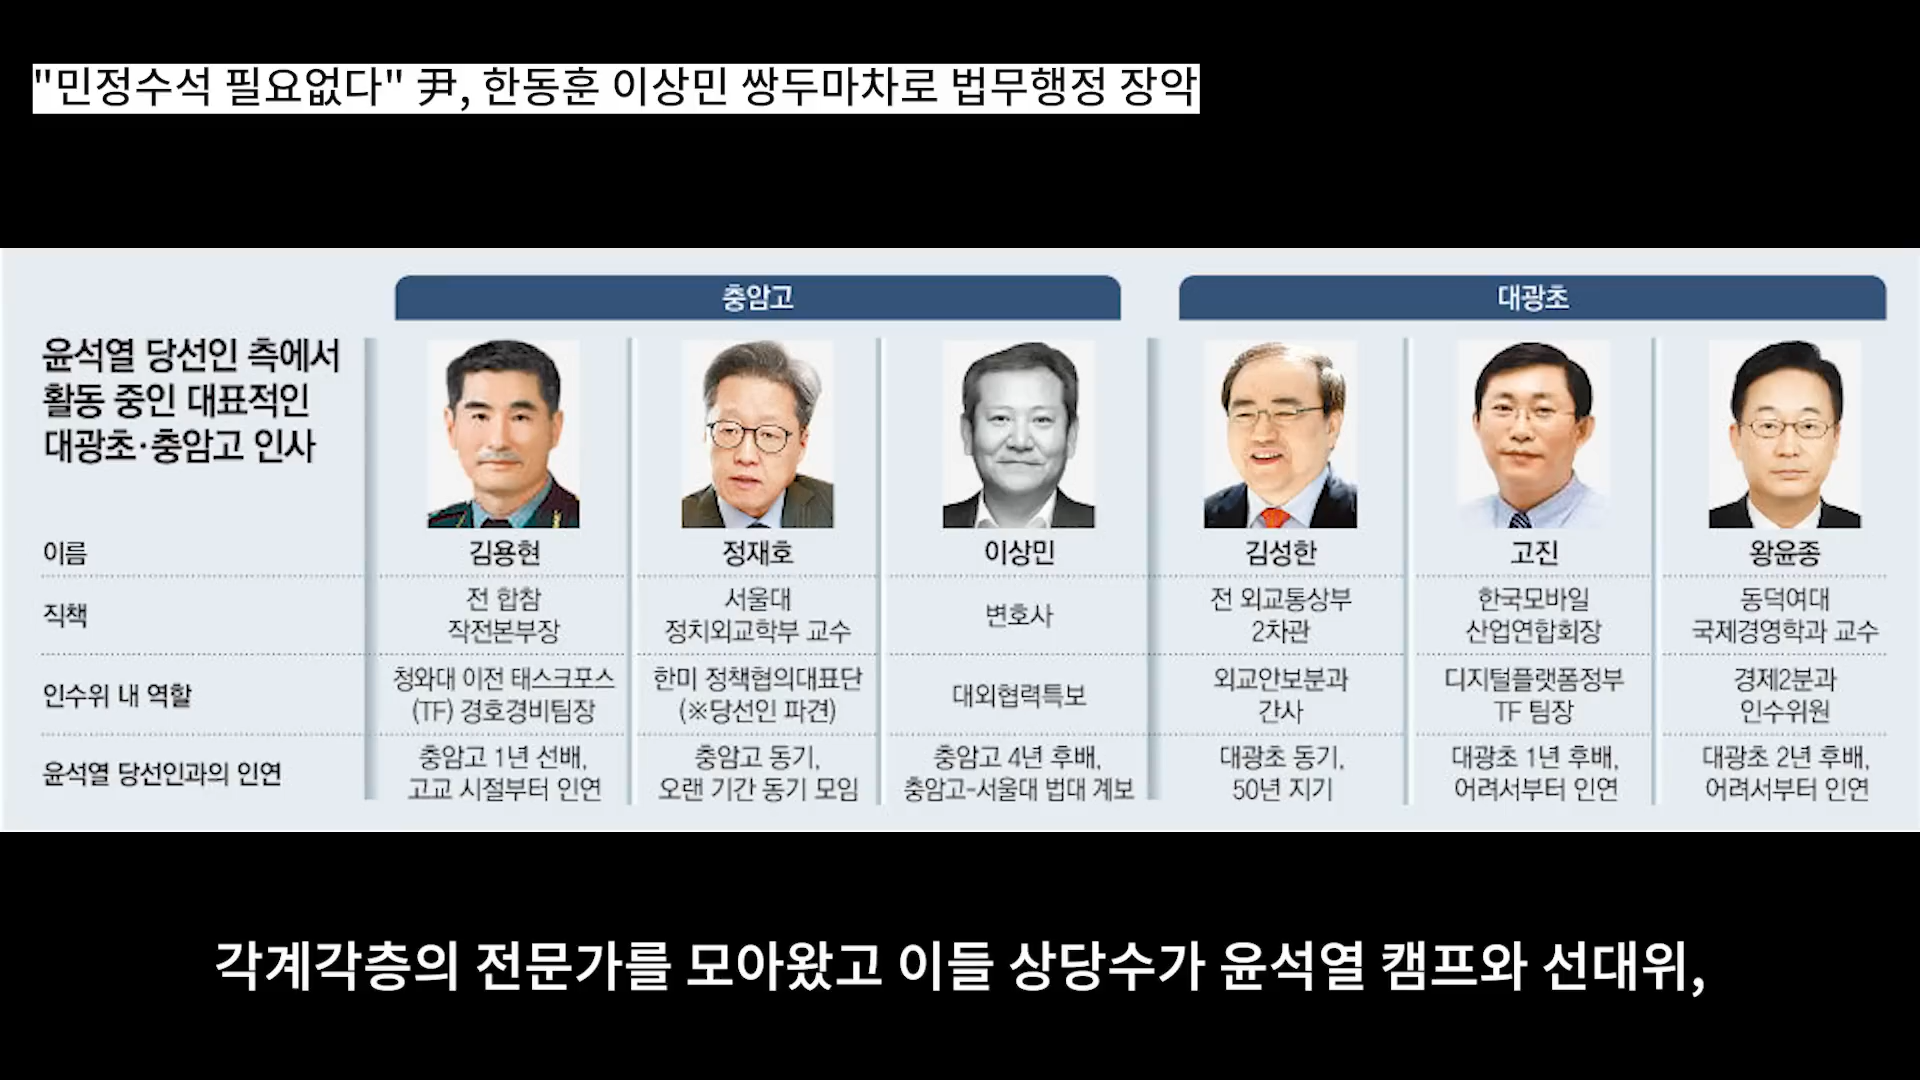 "민정수석 필요없다" 尹, 한동훈 이상민 쌍두마차로 법무행정 장악
충암고
대광초
윤석열 당선인 측에서
활동 중인 대표적인
대광초·충암고 인사
이름
김용현
정재호
이상민
김성한
고진
왕윤종
직책
전 합참
작전본부장
서울대
정치외교학부 교수
변호사
전 외교통상부
2차관
한국모바일
산업연합회장
동덕여대
국제경영학과 교수
인수위 내 역할
청와대 이전 태스크포스
(TF) 경호경비팀장
한미 정책협의대표단
(※당선인 파견)
대외협력특보
외교안보분과
간사
디지털플랫폼정부
TF 팀장
경제2분과
인수위원
윤석열 당선인과의 인연
충암고 1년 선배,
고교 시절부터 인연
충암고 동기,
오랜 기간 동기 모임
충암고 4년 후배,
충암고-서울대 법대 계보
대광초 동기,
50년 지기
대광초 1년 후배,
어려서부터 인연
대광초 2년 후배,
어려서부터 인연
각계각층의 전문가를 모아왔고 이들 상당수가 윤석열 캠프와 선대위,